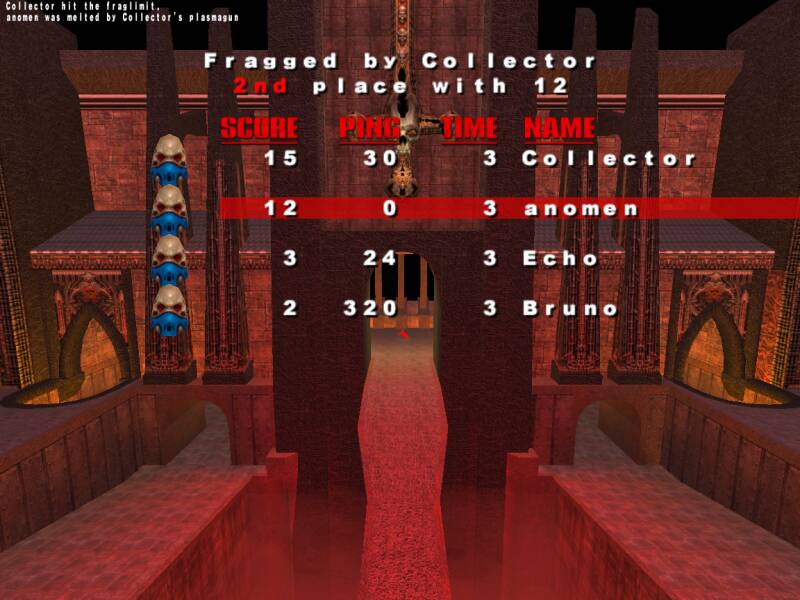 Collector hit the fraglimit.
anomen was melted by Collector's plasmagun
Fragged by Collector
2nd place with 12
SCORE PING TIME NAME
15 30 3 Collector
12 0 3 anomen
3 24 3 Echo
2 320 3 Bruno